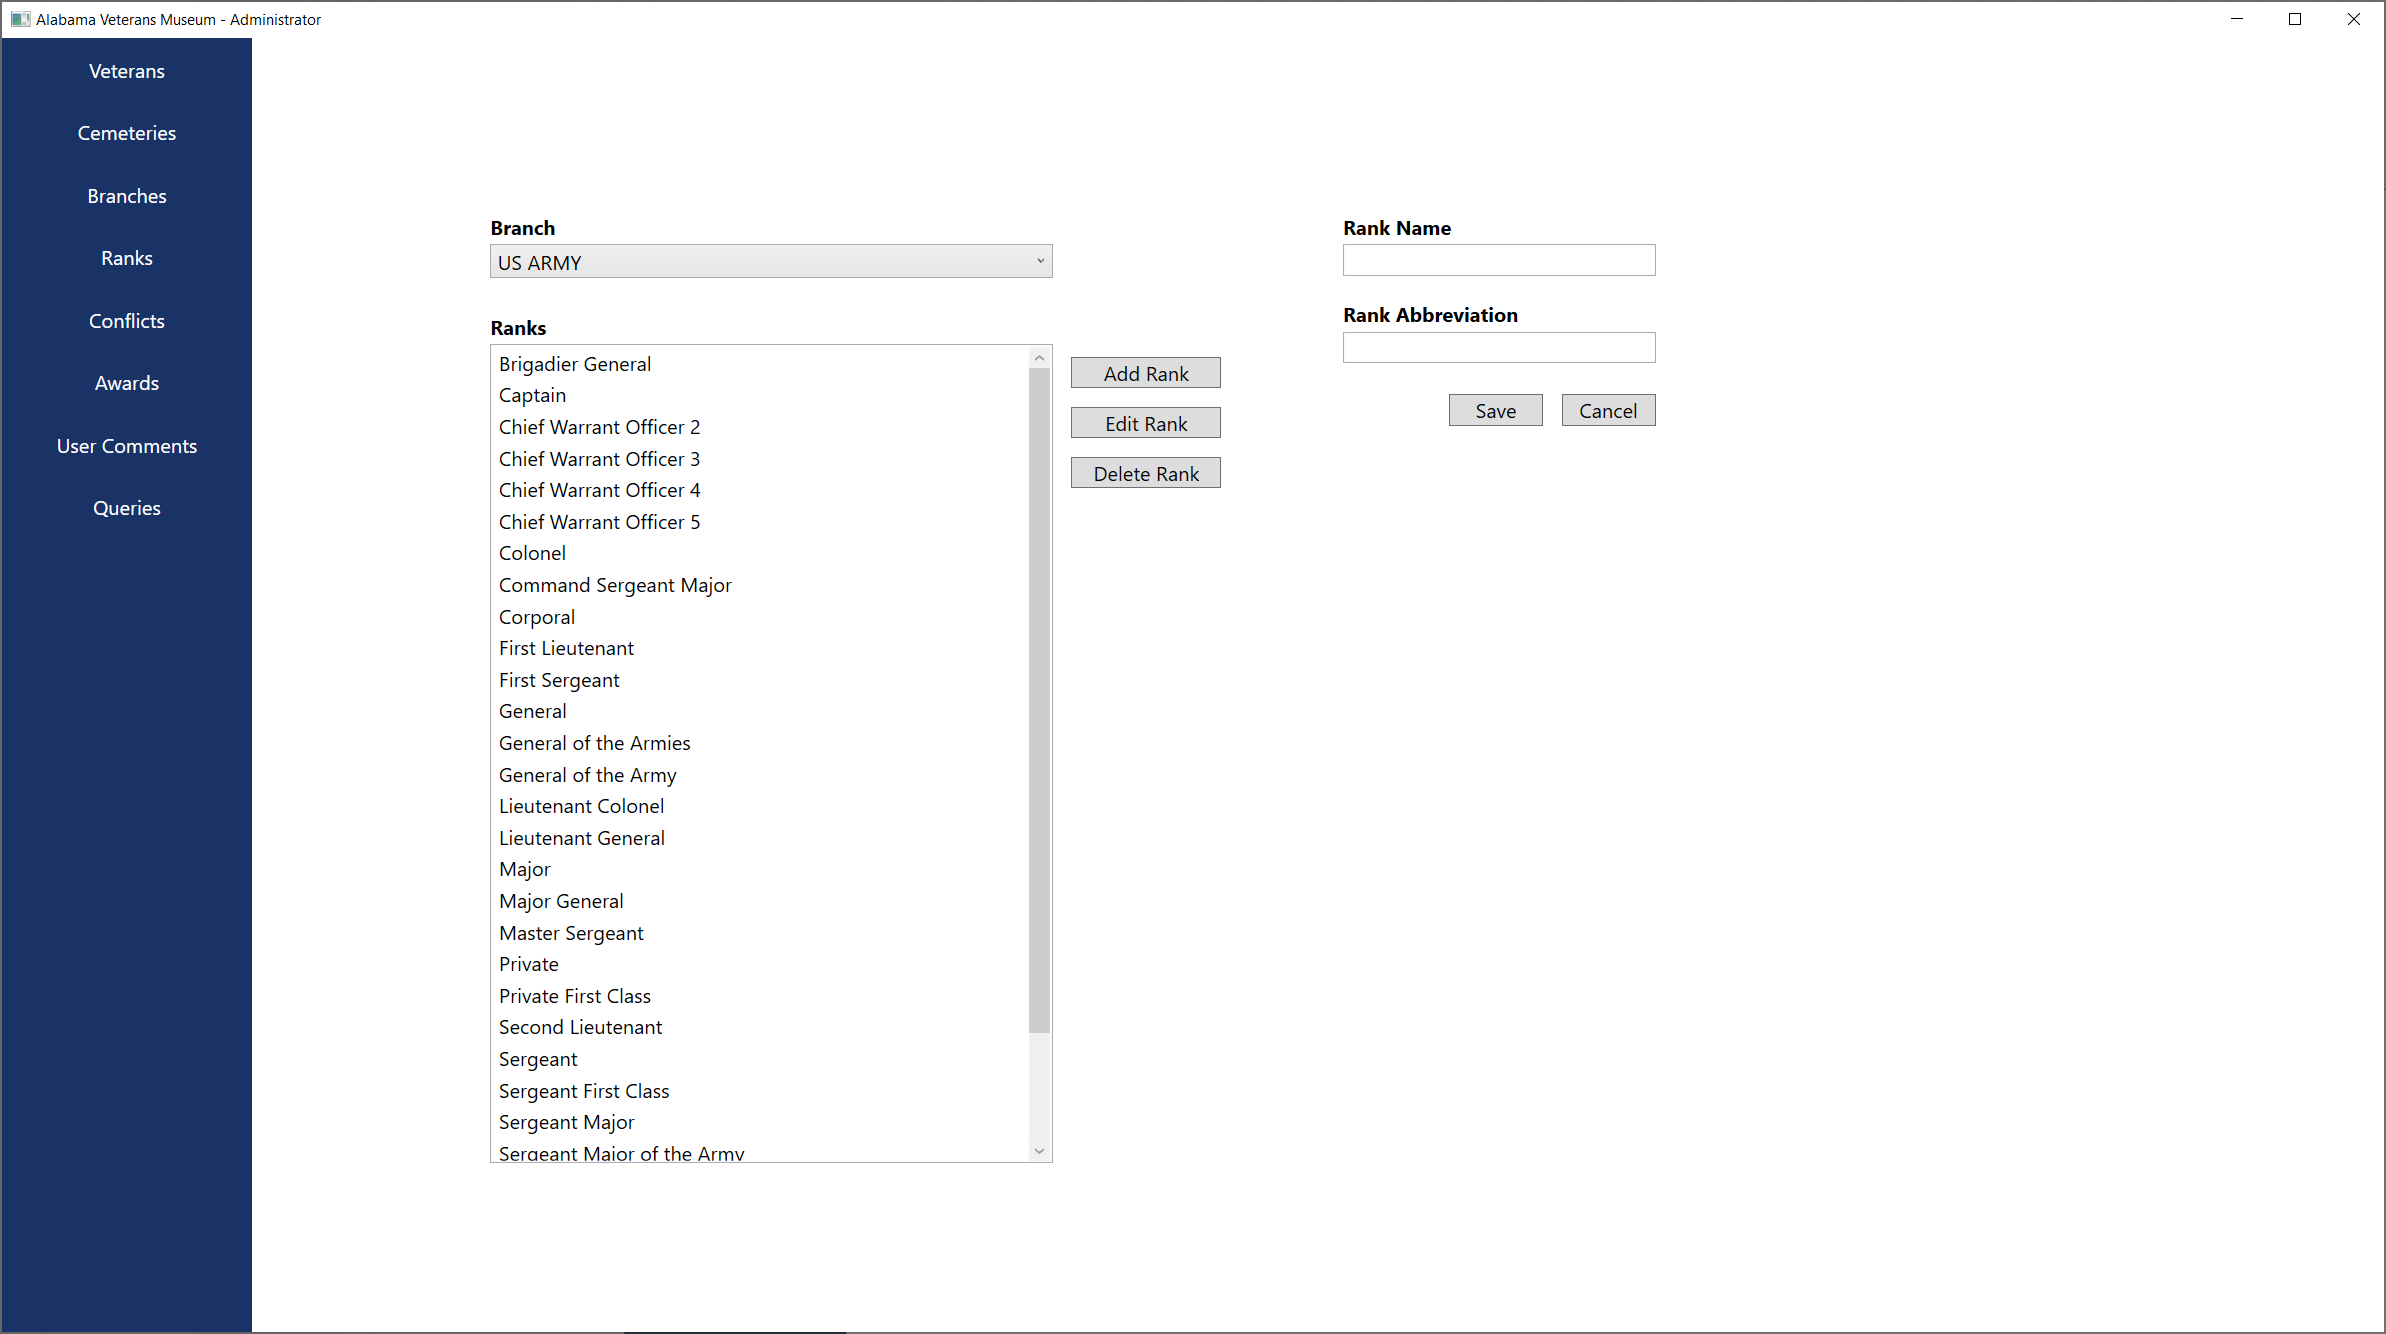 Alabama Veterans Museum - Administrator
Veterans
Cemeteries
Branches
Ranks
Conflicts
Awards
User Comments
Queries
Branch
US ARMY
Ranks
Brigadier General
Captain
Chief Warrant Officer 2
Chief Warrant Officer 3
Chief Warrant Officer 4
Chief Warrant Officer 5
Colonel
Command Sergeant Major
Corporal
First Lieutenant
First Sergeant
General
General of the Armies
General of the Army
Lieutenant Colonel
Lieutenant General
Major
Major General
Master Sergeant
Private
Private First Class
Second Lieutenant
Sergeant
Sergeant First Class
Sergeant Major
Sergeant Major of the Army
Add Rank
Edit Rank
Delete Rank
Rank Name
Rank Abbreviation
Save
Cancel